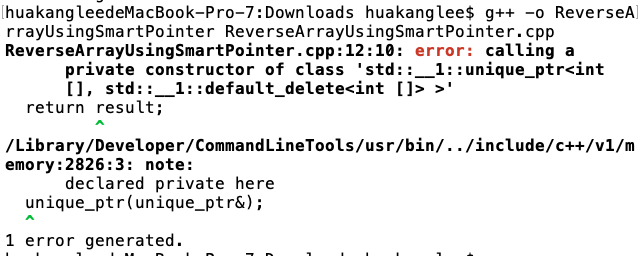 huakangleedeMacBook-Pro-7:Downloads huakanglee$ g++ -o ReverseA
rrayUsingSmartPointer ReverseArrayUsingSmartPointer.cpp
ReverseArrayUsingSmartPointer.cpp:12:10: error: calling a
private constructor of class 'std::__1::unique_ptr<int
[], std::__1::default_delete<int []> >'
return result;
^
/Library/Developer/CommandLineTools/usr/bin/../include/c++/v1/m
emory:2826:3: note:
declared private here
unique_ptr(unique_ptr&);
^
1 error generated.